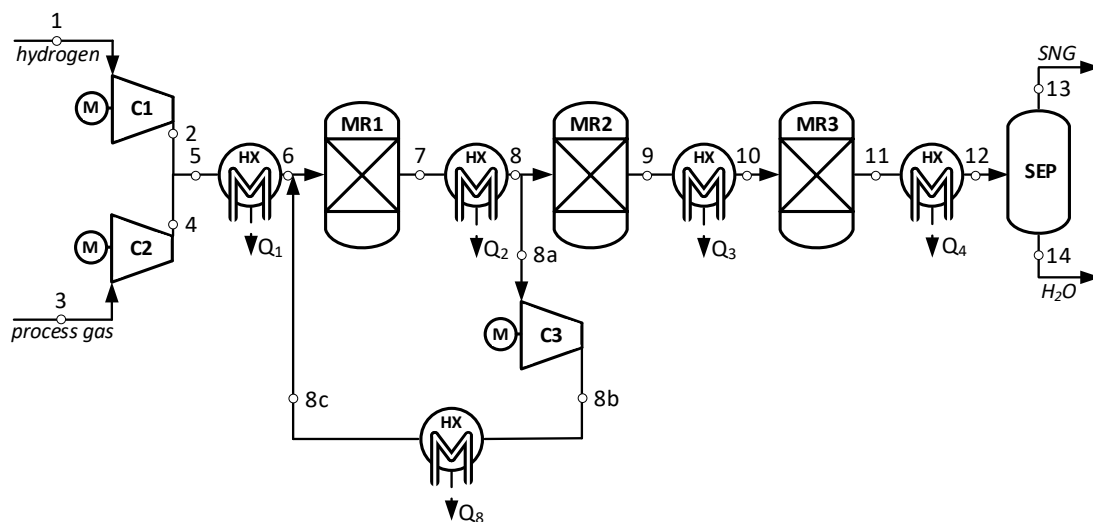 1
hydrogen
M
C1
2
5
HX
6
Q1
MR1
7
HX
8
Q2
MR2
9
HX
10
Q3
MR3
11
HX
12
Q4
SNG
13
SEP
14
H2O
4
M
C2
3
process gas
8a
M
C3
8b
8c
HX
Q8